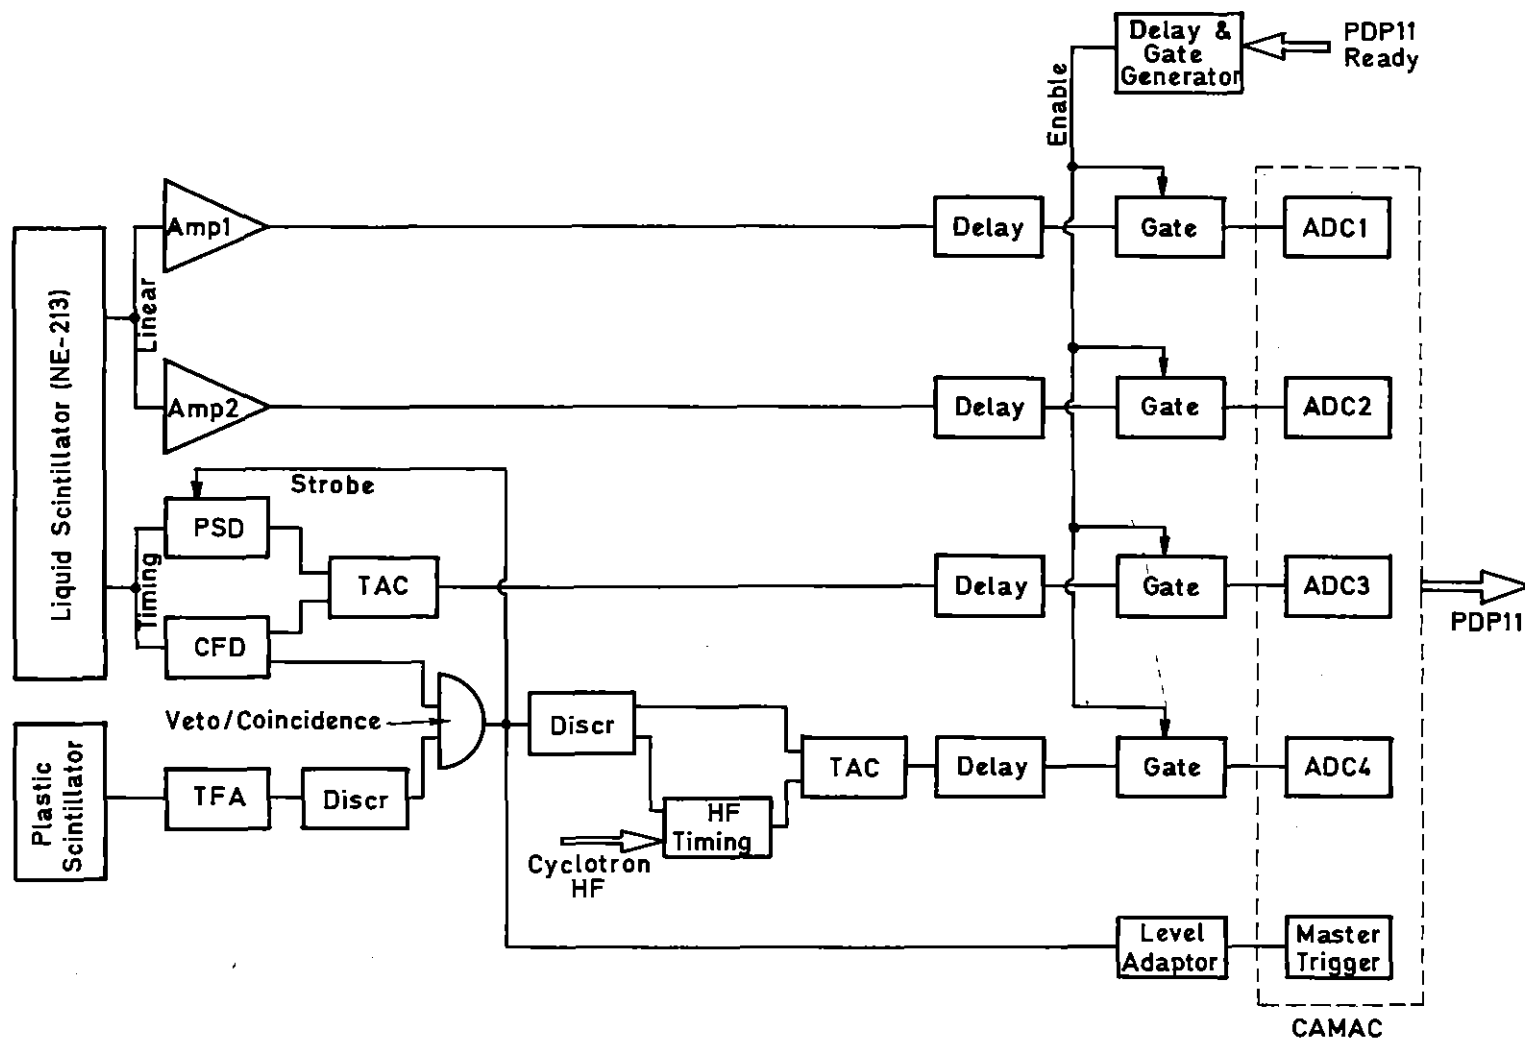 Delay &
Gate
Generator
PDP11
Ready
Enable
Amp1
Delay
Gate
ADC1
Linear
Liquid Scintillator (NE-213)
Amp2
Delay
Gate
ADC2
Strobe
PSD
Timing
TAC
Delay
Gate
ADC3
PDP11
CFD
Veto/Coincidence
Discr
Plastic
Scintillator
TFA
Discr
TAC
Delay
Gate
ADC4
HF
Timing
Cyclotron
HF
Level
Adaptor
Master
Trigger
CAMAC